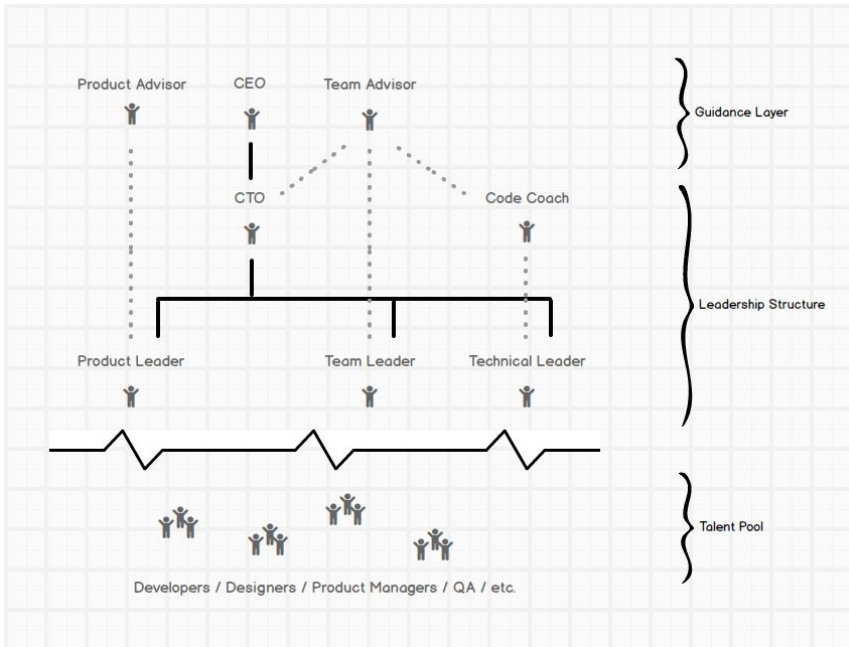 Product Advisor
CEO
Team Advisor
Guidance Layer
CTO
Code Coach
Leadership Structure
Product Leader
Team Leader
Technical Leader
Talent Pool
Developers / Designers / Product Managers / QA / etc.